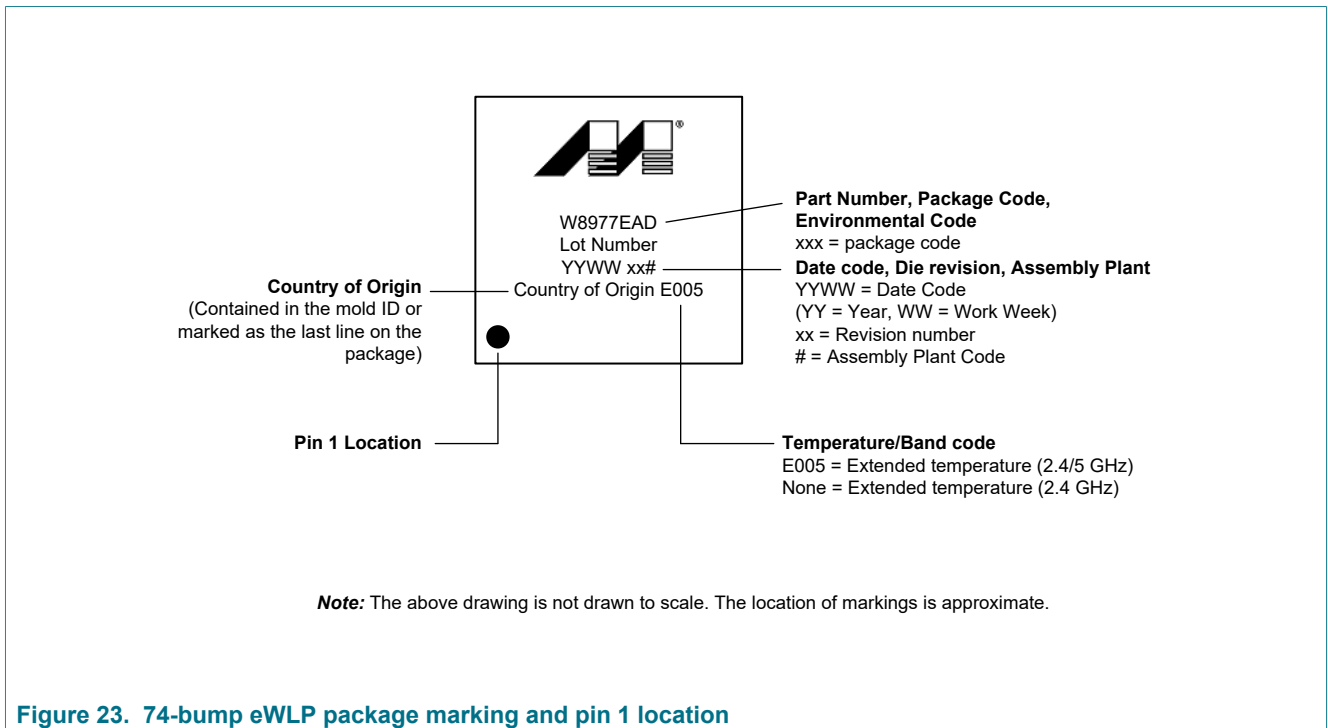 ®
W8977EAD
Lot Number
YYWW xx#
Country of Origin E005
Country of Origin
(Contained in the mold ID or
marked as the last line on the
package)
Pin 1 Location
Part Number, Package Code,
Environmental Code
xxx = package code
Date code, Die revision, Assembly Plant
YYWW = Date Code
(YY = Year, WW = Work Week)
xx = Revision number
# = Assembly Plant Code
Temperature/Band code
E005 = Extended temperature (2.4/5 GHz)
None = Extended temperature (2.4 GHz)
Note: The above drawing is not drawn to scale. The location of markings is approximate.
Figure 23. 74-bump eWLP package marking and pin 1 location